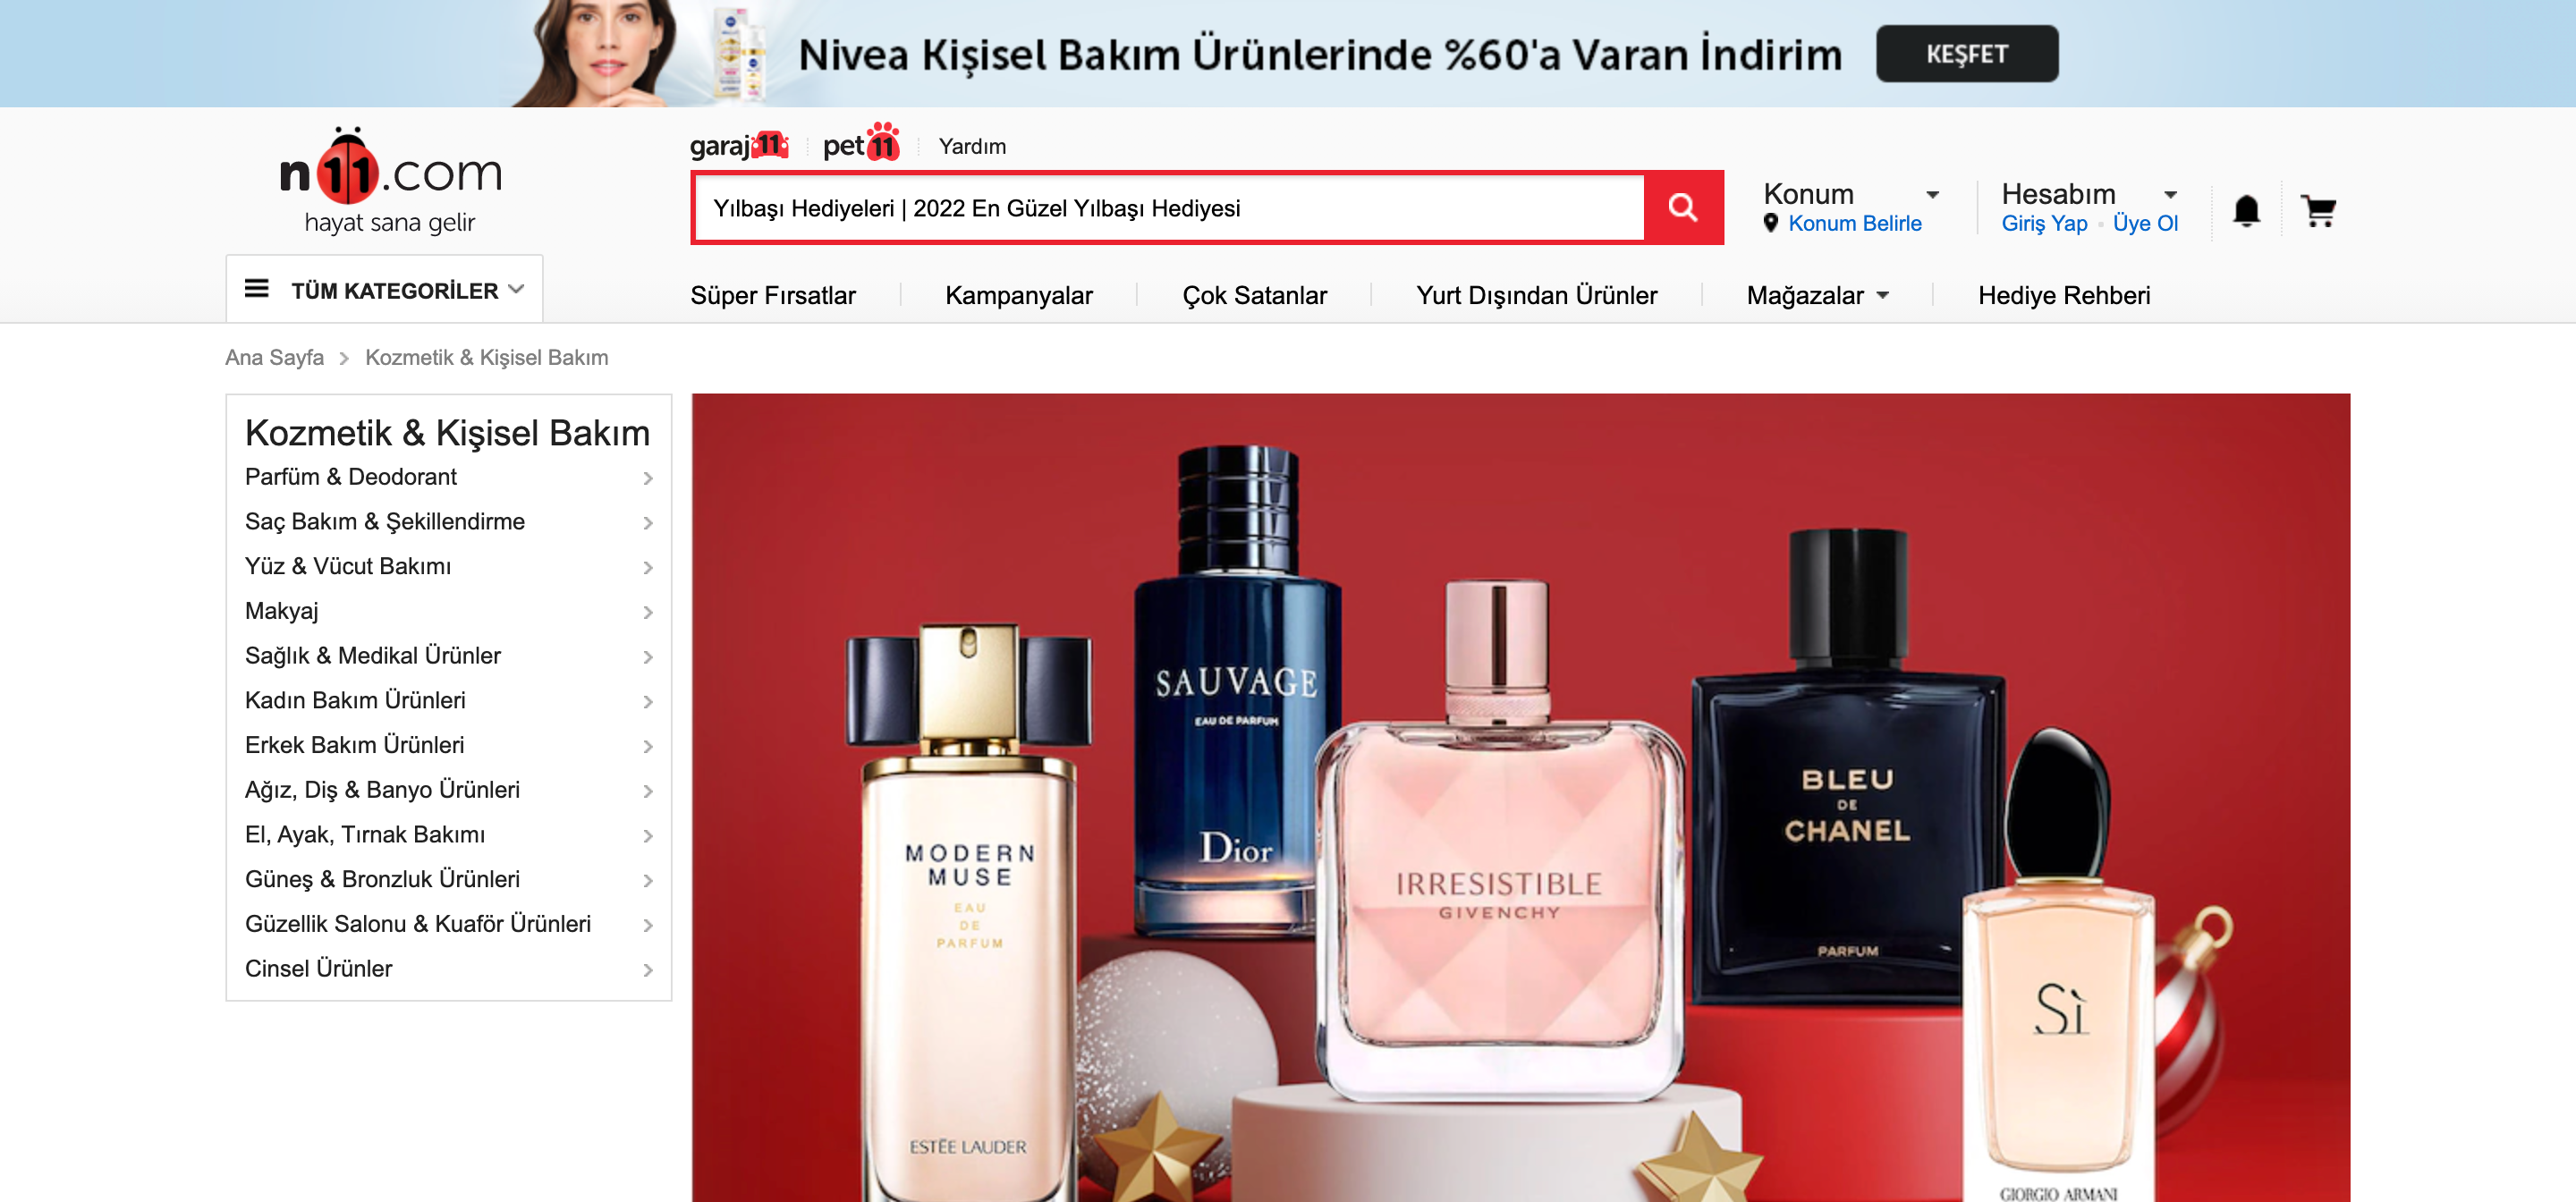 Nivea Kişisel Bakım Ürünlerinde %60'a Varan İndirim
KEŞFET
n11.com
hayat sana gelir
garaj11
pet11
Yardım
Yılbaşı Hediyeleri | 2022 En Güzel Yılbaşı Hediyesi
Konum
Konum Belirle
Hesabım
Giriş Yap
Üye Ol
TÜM KATEGORİLER
Süper Fırsatlar
Kampanyalar
Çok Satanlar
Yurt Dışından Ürünler
Mağazalar
Hediye Rehberi
Ana Sayfa > Kozmetik & Kişisel Bakım
Kozmetik & Kişisel Bakım
Parfüm & Deodorant
Saç Bakım & Şekillendirme
Yüz & Vücut Bakımı
Makyaj
Sağlık & Medikal Ürünler
Kadın Bakım Ürünleri
Erkek Bakım Ürünleri
Ağız, Diş & Banyo Ürünleri
El, Ayak, Tırnak Bakımı
Güneş & Bronzluk Ürünleri
Güzellik Salonu & Kuaför Ürünleri
Cinsel Ürünler
MODERN
MUSE
EAU
DE
PARFUM
ESTĒE LAUDER
SAUVAGE
EAU DE PARFUM
Dior
IRRESISTIBLE
GIVENCHY
BLEU
DE
CHANEL
PARFUM
Sì
GIORGIO ARMANI